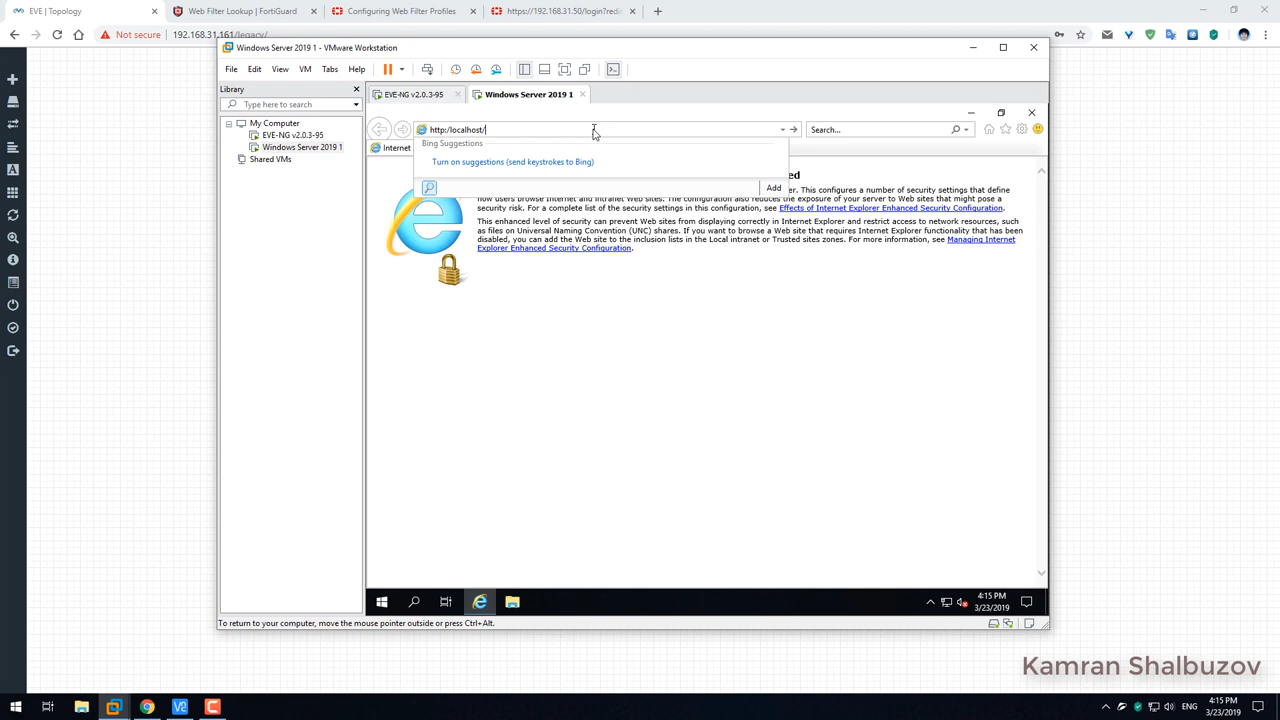 EVE | Topology
Web Filter Lookup | FortiGuard
Configuring Web Filter Profiles
https://192.168.31.50/login?redi
Not secure
192.168.31.161/legacy/
Windows Server 2019 1 - VMware Workstation
File Edit View VM Tabs Help
Library
Type here to search
My Computer
EVE-NG v2.0.3-95
Windows Server 2019 1
Shared VMs
EVE-NG v2.0.3-95
Windows Server 2019 1
http:/localhost/
Search...
Internet
Bing Suggestions
Turn on suggestions (send keystrokes to Bing)
Add
ed
er. This configures a number of security settings that define
how users browse Internet and intranet Web sites. The configuration also reduces the exposure of your server to Web sites that might pose a
security risk. For a complete list of the security settings in this configuration, see Effects of Internet Explorer Enhanced Security Configuration.
This enhanced level of security can prevent Web sites from displaying correctly in Internet Explorer and restrict access to network resources, such
as files on Universal Naming Convention (UNC) shares. If you want to browse a Web site that requires Internet Explorer functionality that has been
disabled, you can add the Web site to the inclusion lists in the Local intranet or Trusted sites zones. For more information, see Managing Internet
Explorer Enhanced Security Configuration.
4:15 PM
3/23/2019
To return to your computer, move the mouse pointer outside or press Ctrl+Alt.
Kamran Shalbuzov
ENG
4:15 PM
3/23/2019